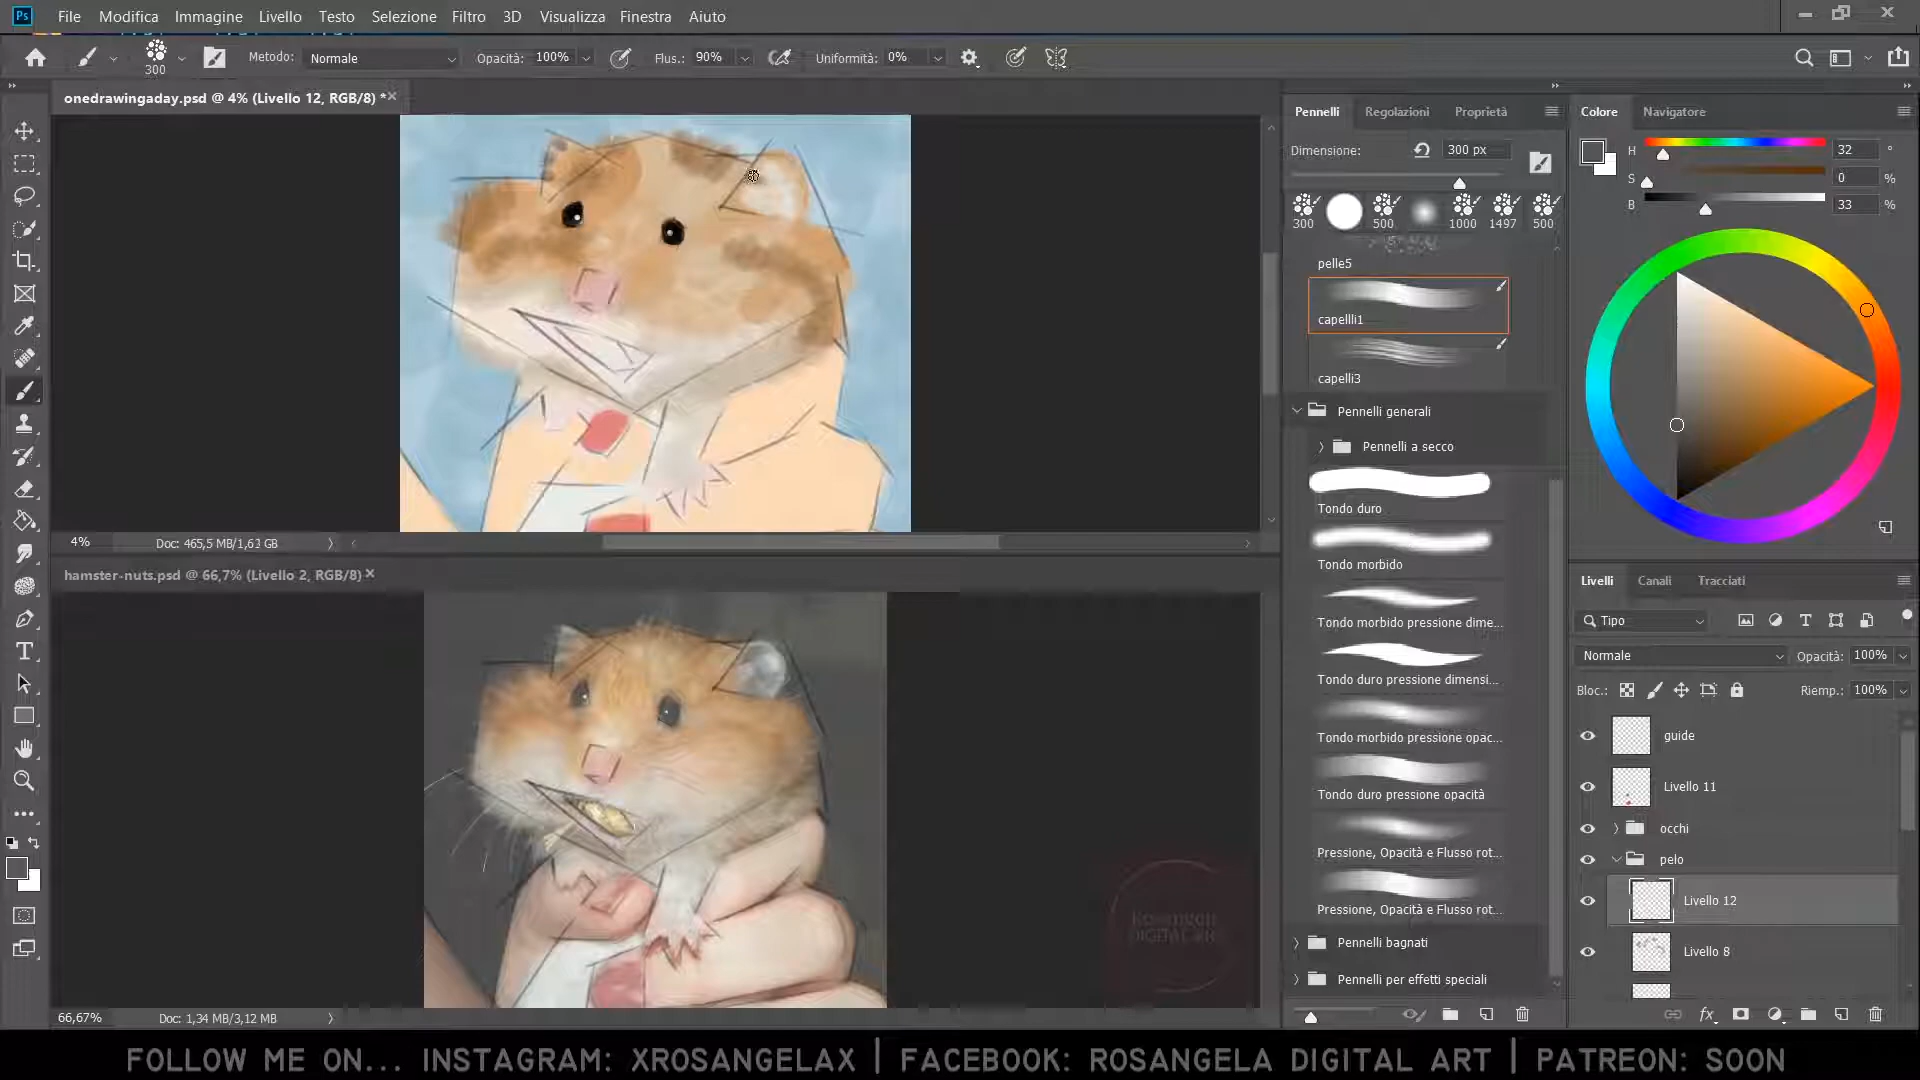 Ps File Modifica Immagine Livello Testo Selezione Filtro 3D Visualizza Finestra Aiuto
300 Metodo: Normale Opacità: 100% Flus.: 90% Uniformità: 0%
onedrawingaday.psd @ 4% (Livello 12, RGB/8) *
4% Doc: 465,5 MB/1,63 GB
hamster-nuts.psd @ 66,7% (Livello 2, RGB/8)
66,67% Doc: 1,34 MB/3,12 MB
DIGITAL ART
Pennelli Regolazioni Proprietà
Dimensione: 300 px
300 500 1000 1497 500
pelle5
capellli1
capelli3
Pennelli generali
Pennelli a secco
Tondo duro
Tondo morbido
Tondo morbido pressione dime...
Tondo duro pressione dimensi...
Tondo morbido pressione opac...
Tondo duro pressione opacità
Pressione, Opacità e Flusso rot...
Pressione, Opacità e Flusso rot...
Pennelli bagnati
Pennelli per effetti speciali
Colore Navigatore
H 32 °
S 0 %
B 33 %
Livelli Canali Tracciati
Tipo
Normale Opacità: 100%
Bloc.: Riemp.: 100%
guide
Livello 11
occhi
pelo
Livello 12
Livello 8
FOLLOW ME ON... INSTAGRAM: XROSANGELAX | FACEBOOK: ROSANGELA DIGITAL ART | PATREON: SOON